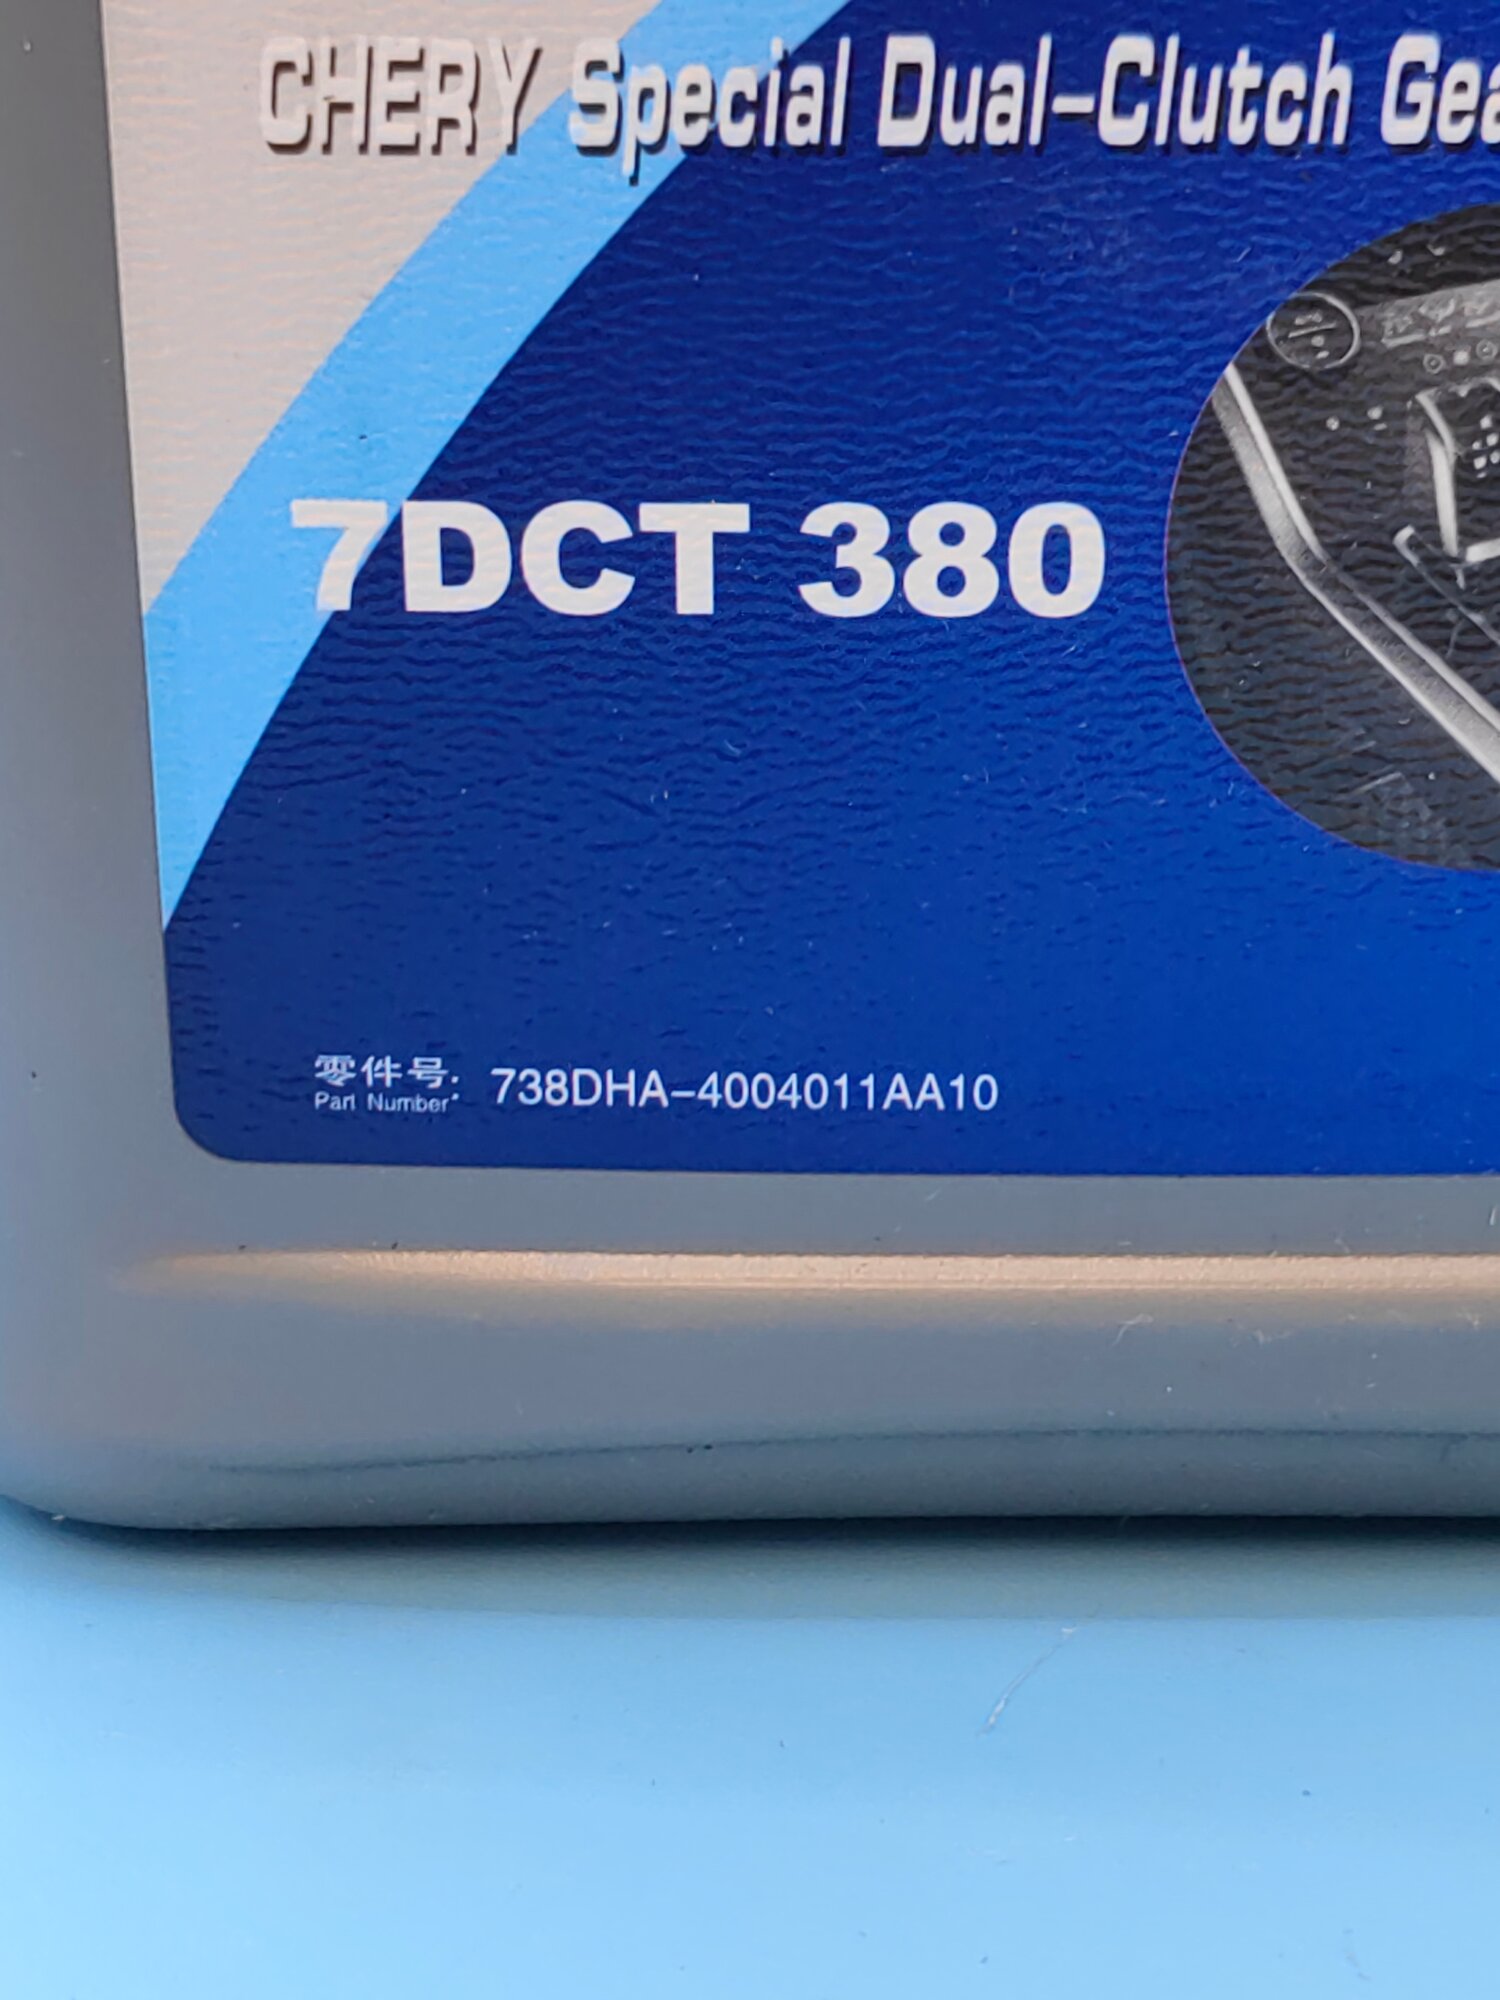 CHERY Special Dual-Clutch Gea
7DCT 380
零件号:
Part Number:
738DHA-4004011AA10